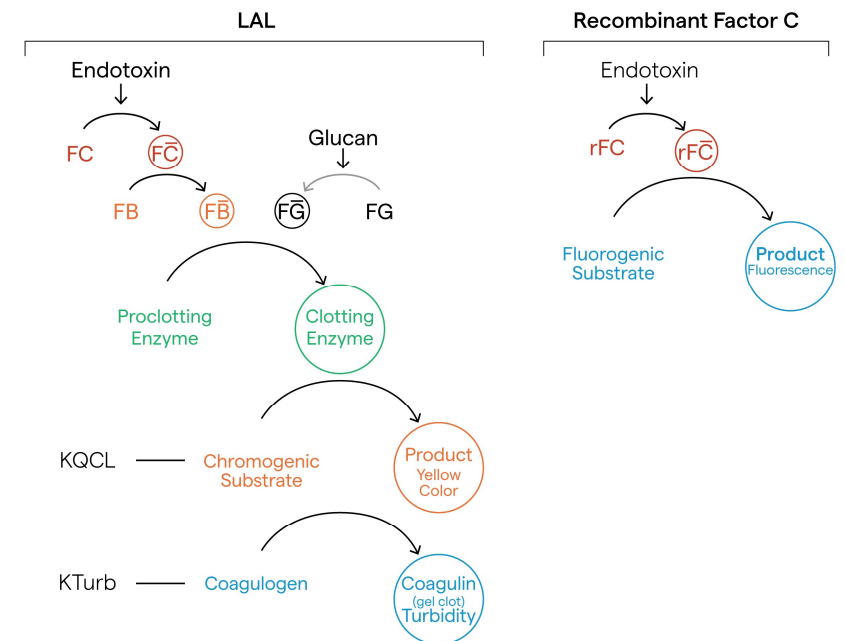 LAL
Endotoxin
FC
FC̅
FB
FB̅
Glucan
FG̅
FG
Proclotting
Enzyme
Clotting
Enzyme
KQCL
Chromogenic
Substrate
Product
Yellow
Color
KTurb
Coagulogen
Coagulin
(gel clot)
Turbidity
Recombinant Factor C
Endotoxin
rFC
rFC̅
Fluorogenic
Substrate
Product
Fluorescence